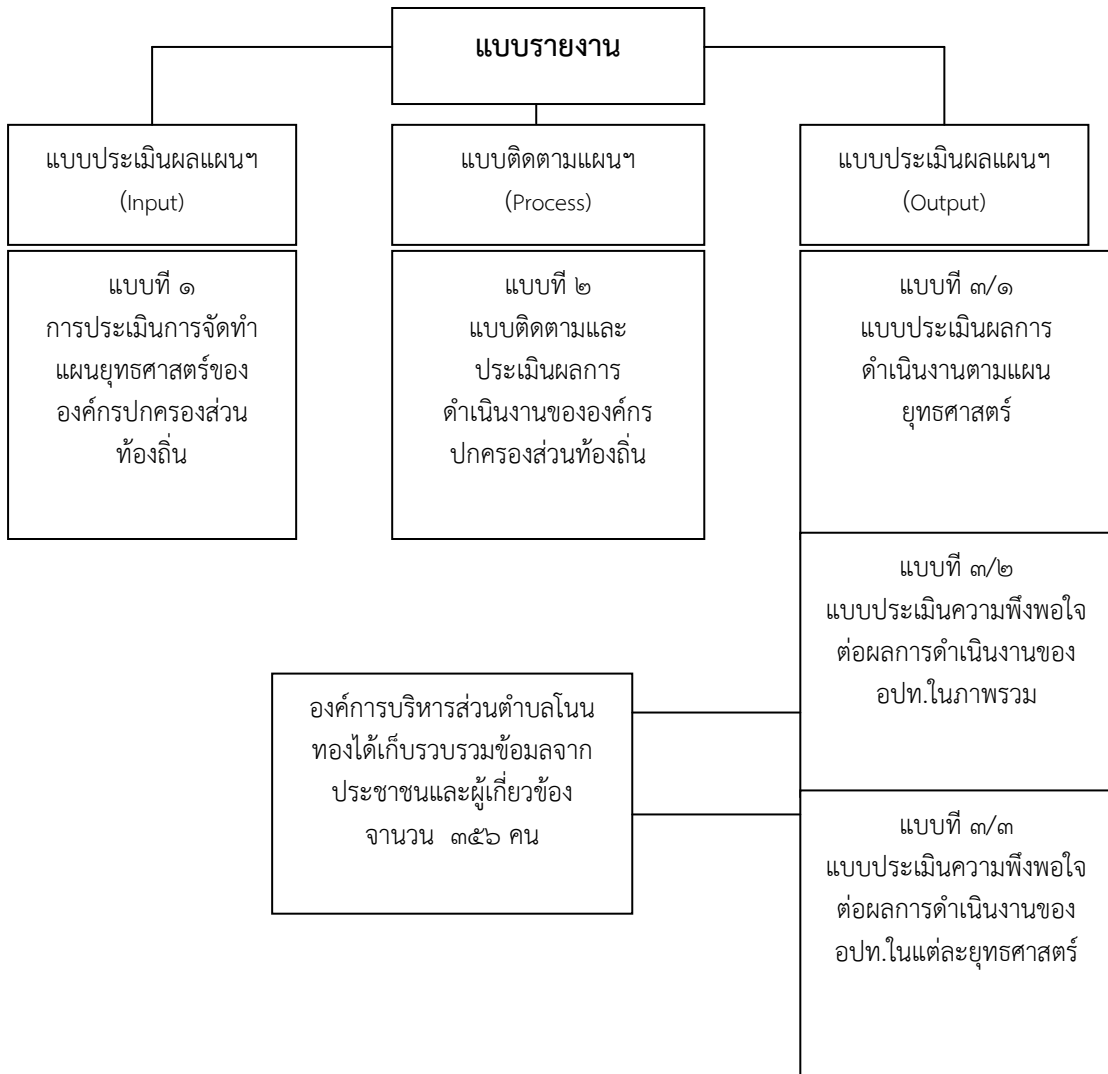 แบบรายงาน
แบบประเมินผลแผนฯ
(Input)
แบบติดตามแผนฯ
(Process)
แบบประเมินผลแผนฯ
(Output)
แบบที่ ๑
การประเมินการจัดทำ
แผนยุทธศาสตร์ของ
องค์กรปกครองส่วน
ท้องถิ่น
แบบที่ ๒
แบบติดตามและ
ประเมินผลการ
ดำเนินงานขององค์กร
ปกครองส่วนท้องถิ่น
แบบที่ ๓/๑
แบบประเมินผลการ
ดำเนินงานตามแผน
ยุทธศาสตร์
แบบที่ ๓/๒
แบบประเมินความพึงพอใจ
ต่อผลการดำเนินงานของ
อปท.ในภาพรวม
องค์การบริหารส่วนตำบลโนน
ทองได้เก็บรวบรวมข้อมลจาก
ประชาชนและผู้เกี่ยวข้อง
จานวน ๓๕๖ คน
แบบที่ ๓/๓
แบบประเมินความพึงพอใจ
ต่อผลการดำเนินงานของ
อปท.ในแต่ละยุทธศาสตร์